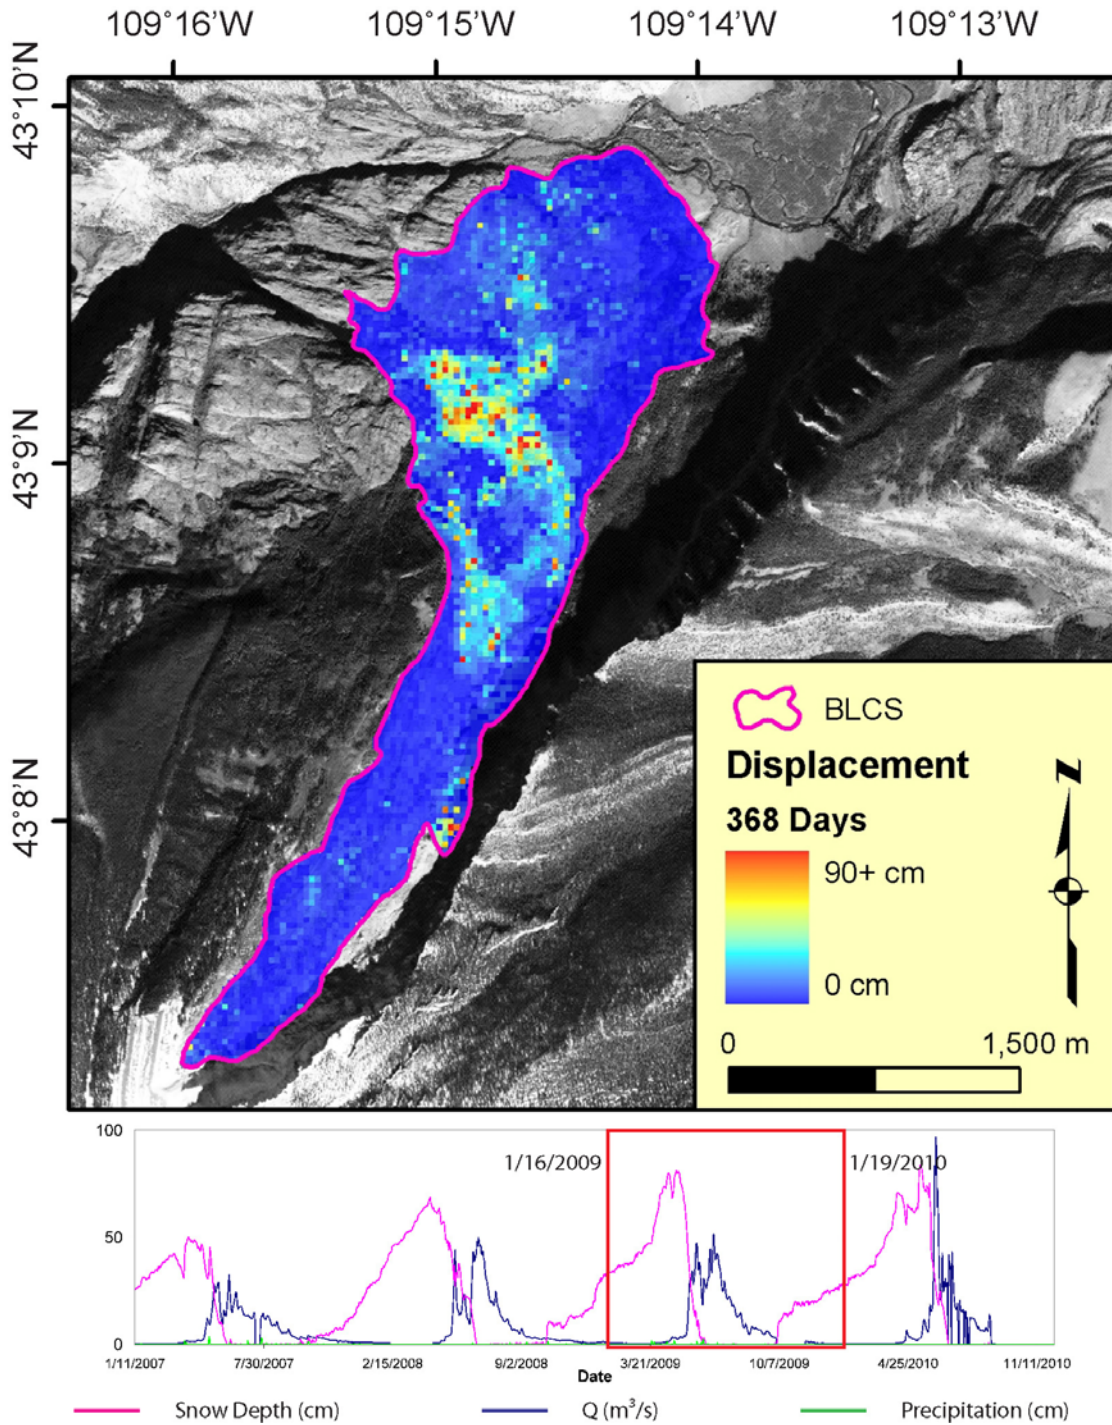 109°16'W 109°15'W 109°14'W 109°13'W
43°10'N
43°9'N
43°8'N
BLCS
Displacement
368 Days
90+ cm
0 cm
N
0 1,500 m
100
1/16/2009 1/19/2010
50
0
1/11/2007 7/30/2007 2/15/2008 9/2/2008 3/21/2009 10/7/2009 4/25/2010 11/11/2010
Date
Snow Depth (cm) Q (m³/s) Precipitation (cm)